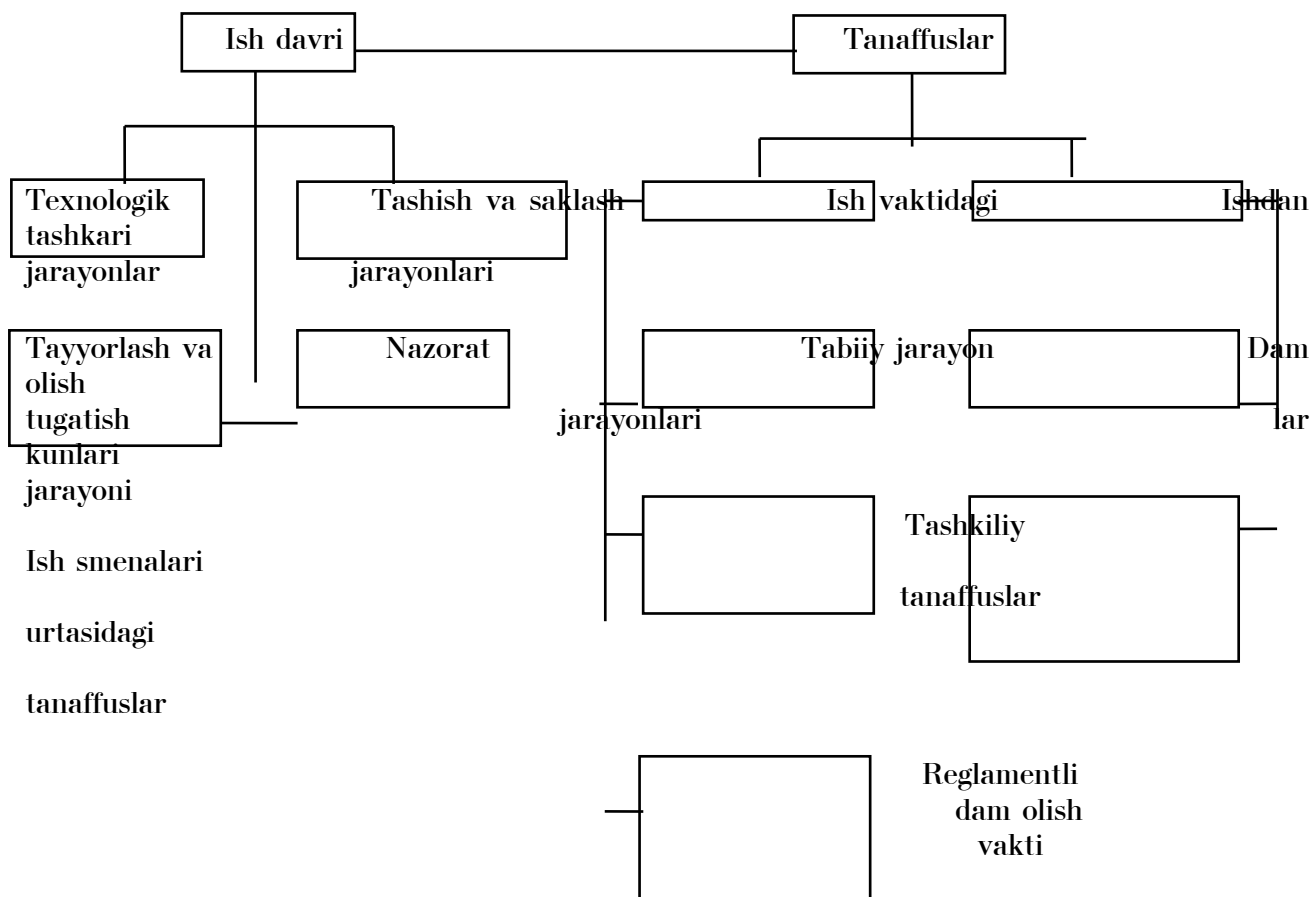 Ish davri Tanaffuslar
Texnologik Tashish va saklash Ish vaktidagi Ishdan
tashkari
jarayonlar jarayonlari
Tayyorlash va Nazorat Tabiiy jarayon Dam
olish
tugatish jarayonlari lar
kunlari
jarayoni
Tashkiliy
Ish smenalari
tanaffuslar
urtasidagi
tanaffuslar
Reglamentli
dam olish
vakti